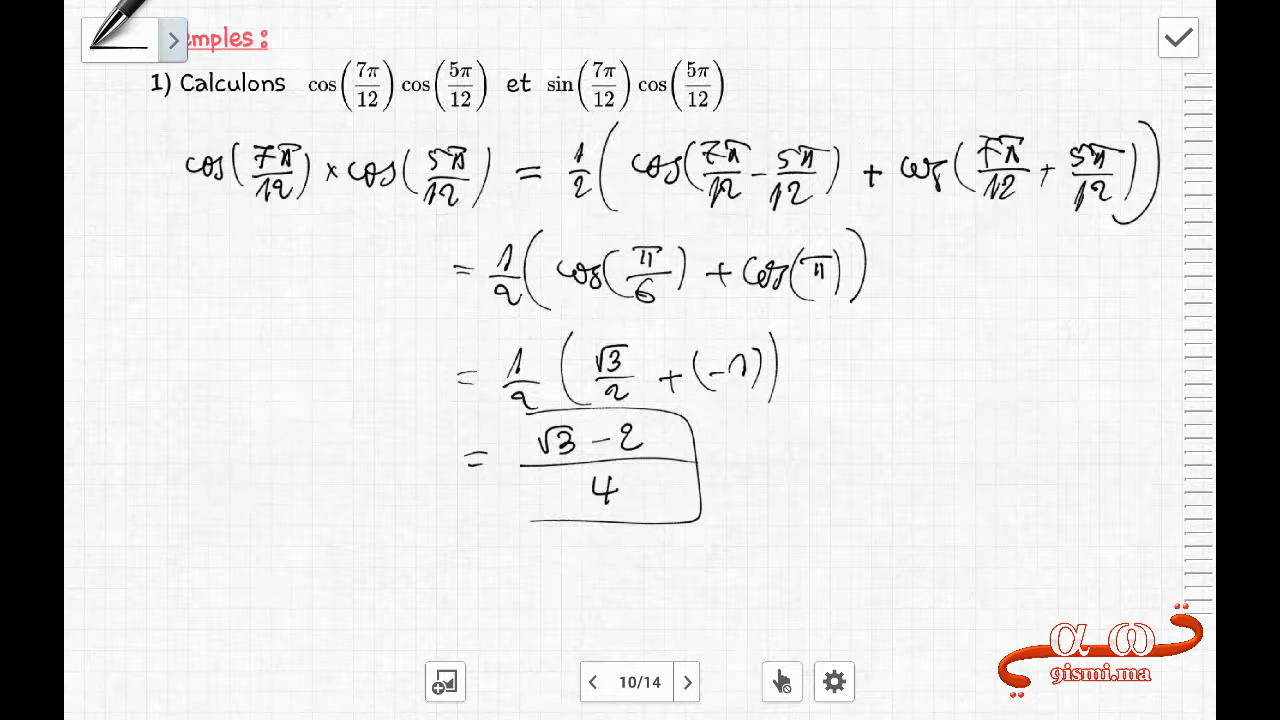 emples :
1) Calculons cos(7π/12) cos(5π/12) et sin(7π/12) cos(5π/12)
cos(7π/12) × cos(5π/12) = 1/2 ( cos(7π/12 - 5π/12) + cos(7π/12 + 5π/12) )
= 1/2 ( cos(π/6) + cos(π) )
= 1/2 ( √3/2 + (-1) )
= (√3 - 2)/4
α ω
gismi.ma
10/14